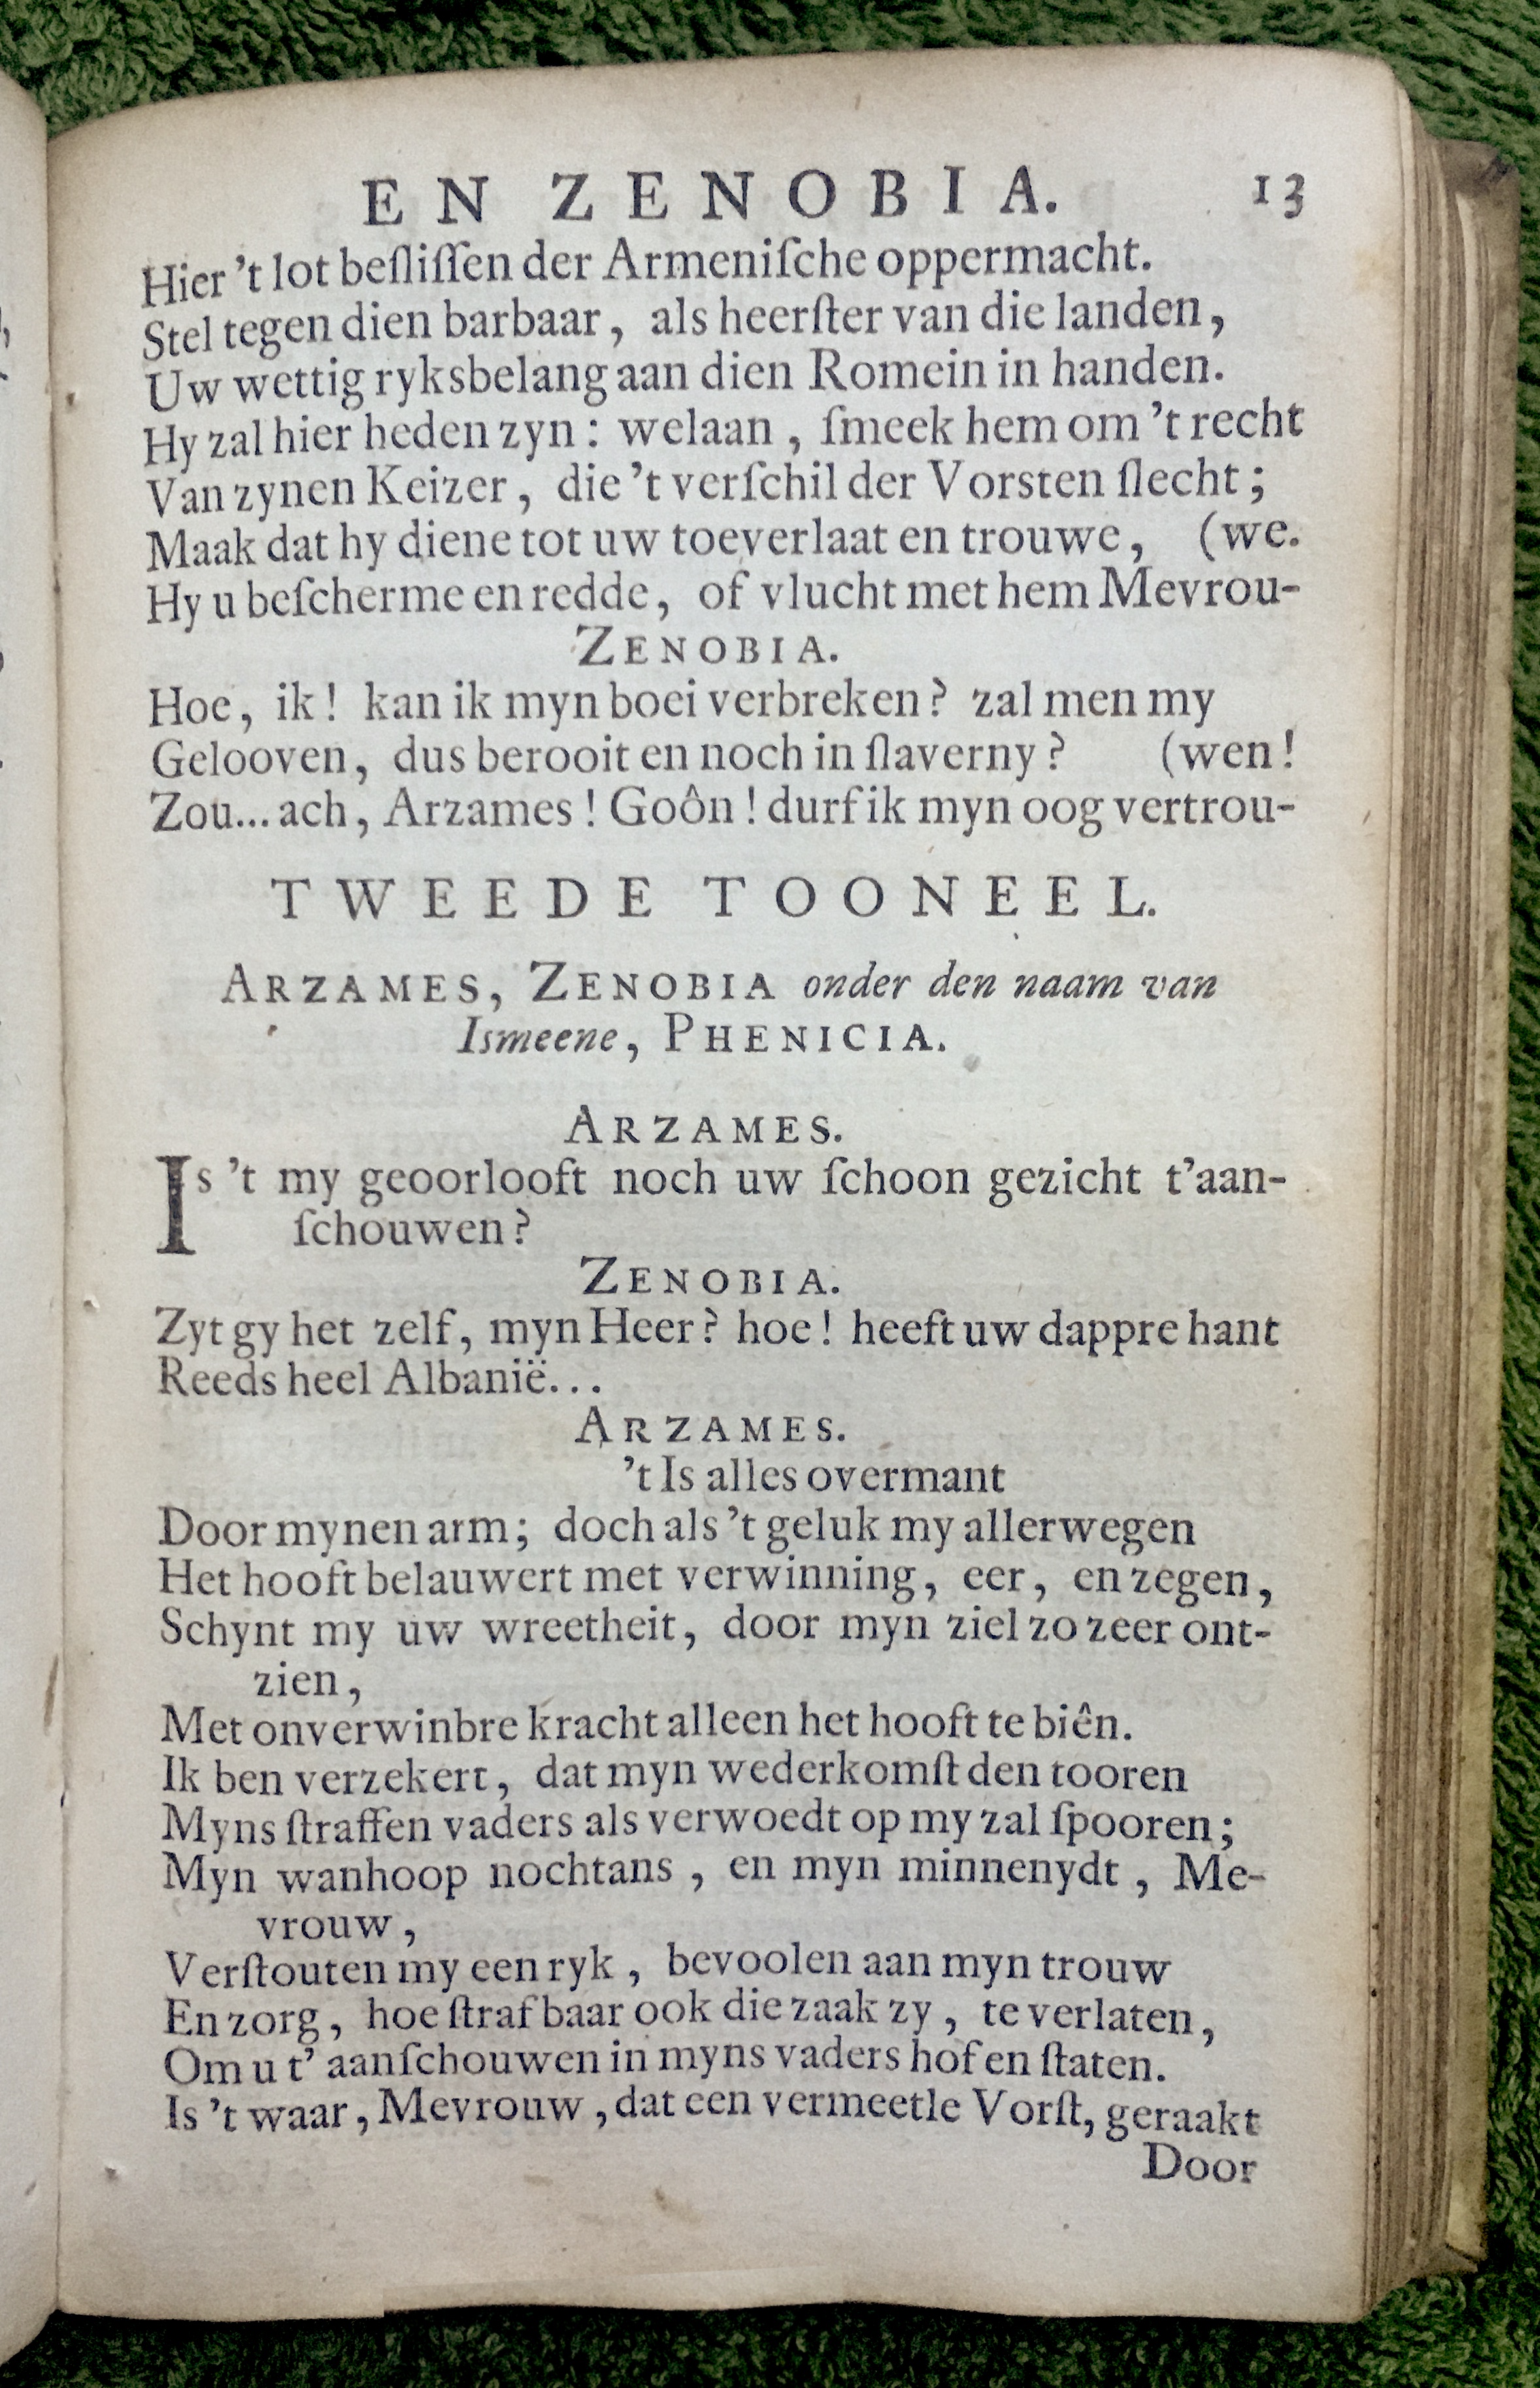 EN ZENOBIA. 13
Hier 't lot beſliſſen der Armeniſche oppermacht.
Stel tegen dien barbaar, als heerſter van die landen,
Uw wettig ryksbelang aan dien Romein in handen.
Hy zal hier heden zyn: welaan, ſmeek hem om 't recht
Van zynen Keizer, die 't verſchil der Vorsten ſlecht;
Maak dat hy diene tot uw toeverlaat en trouwe, (we.
Hy u beſcherme en redde, of vlucht met hem Mevrou-
ZENOBIA.
Hoe, ik! kan ik myn boei verbreken? zal men my
Gelooven, dus berooit en noch in ſlaverny? (wen!
Zou... ach, Arzames! Goôn! durf ik myn oog vertrou-
TWEEDE TOONEEL.
ARZAMES, ZENOBIA onder den naam van
Ismeene, PHENICIA.
ARZAMES.
Is 't my geoorlooft noch uw ſchoon gezicht t'aan-
ſchouwen?
ZENOBIA.
Zyt gy het zelf, myn Heer? hoe! heeft uw dappre hant
Reeds heel Albanië...
ARZAMES.
't Is alles overmant
Door mynen arm; doch als 't geluk my allerwegen
Het hooft belauwert met verwinning, eer, en zegen,
Schynt my uw wreetheit, door myn ziel zo zeer ont-
zien,
Met onverwinbre kracht alleen het hooft te biên.
Ik ben verzekert, dat myn wederkomſt den tooren
Myns ſtraffen vaders als verwoedt op my zal ſpooren;
Myn wanhoop nochtans, en myn minnenydt, Me-
vrouw,
Verſtouten my een ryk, bevoolen aan myn trouw
En zorg, hoe ſtrafbaar ook die zaak zy, te verlaten,
Om u t' aanſchouwen in myns vaders hof en ſtaten.
Is 't waar, Mevrouw, dat een vermeetle Vorſt, geraakt
Door